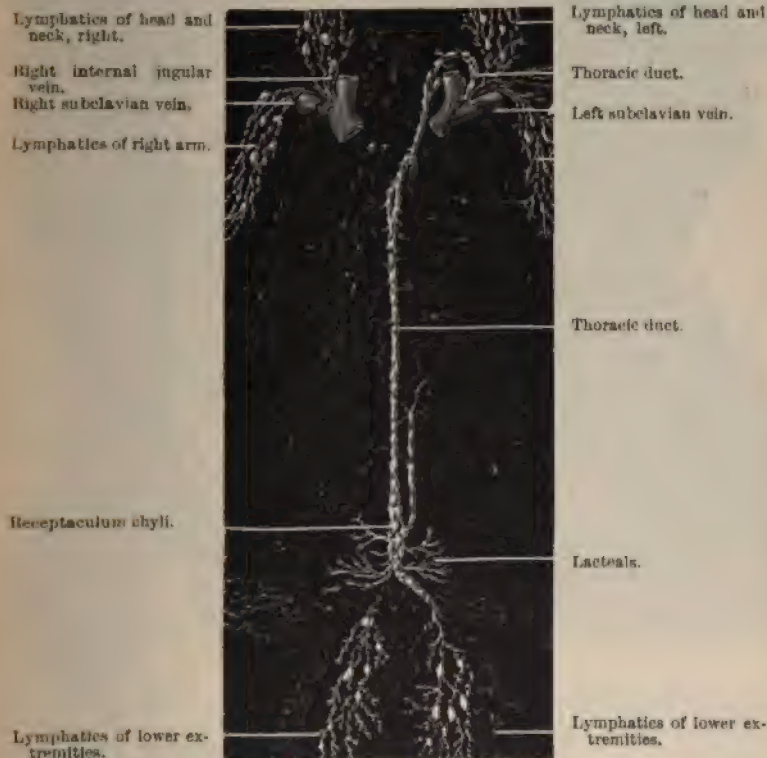 Lymphatics of head and
neck, right.
Right internal jugular
vein.
Right subclavian vein.
Lymphatics of right arm.
Receptaculum chyli.
Lymphatics of lower ex-
tremities.
Lymphatics of head and
neck, left.
Thoracic duct.
Left subclavian vein.
Thoracic duct.
Lacteals.
Lymphatics of lower ex-
tremities.